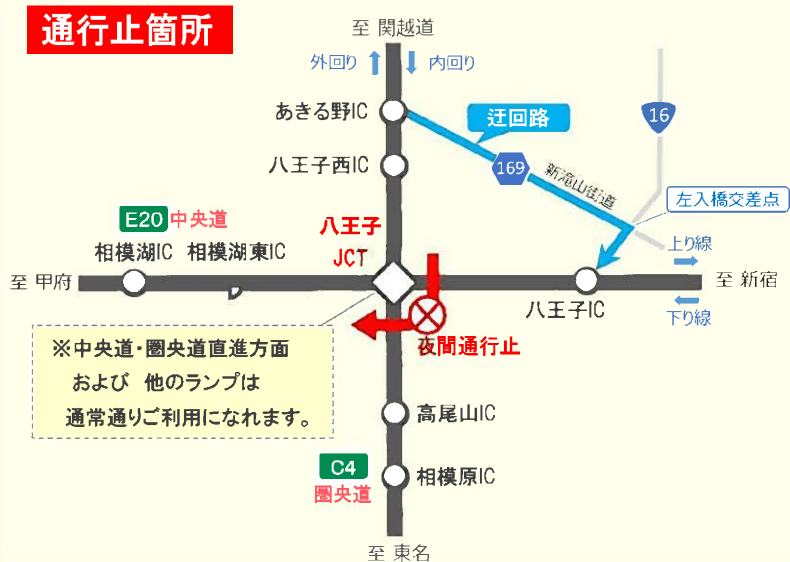 通行止箇所
至 関越道
外回り
内回り
あきる野IC
迂回路
16
八王子西IC
169
新滝山街道
左入橋交差点
E20 中央道
八王子
JCT
相模湖IC
相模湖東IC
上り線
至 甲府
至 新宿
八王子IC
下り線
夜間通行止
※中央道・圏央道直進方面
および 他のランプは
通常通りご利用になれます。
高尾山IC
C4
圏央道
相模原IC
至 東名